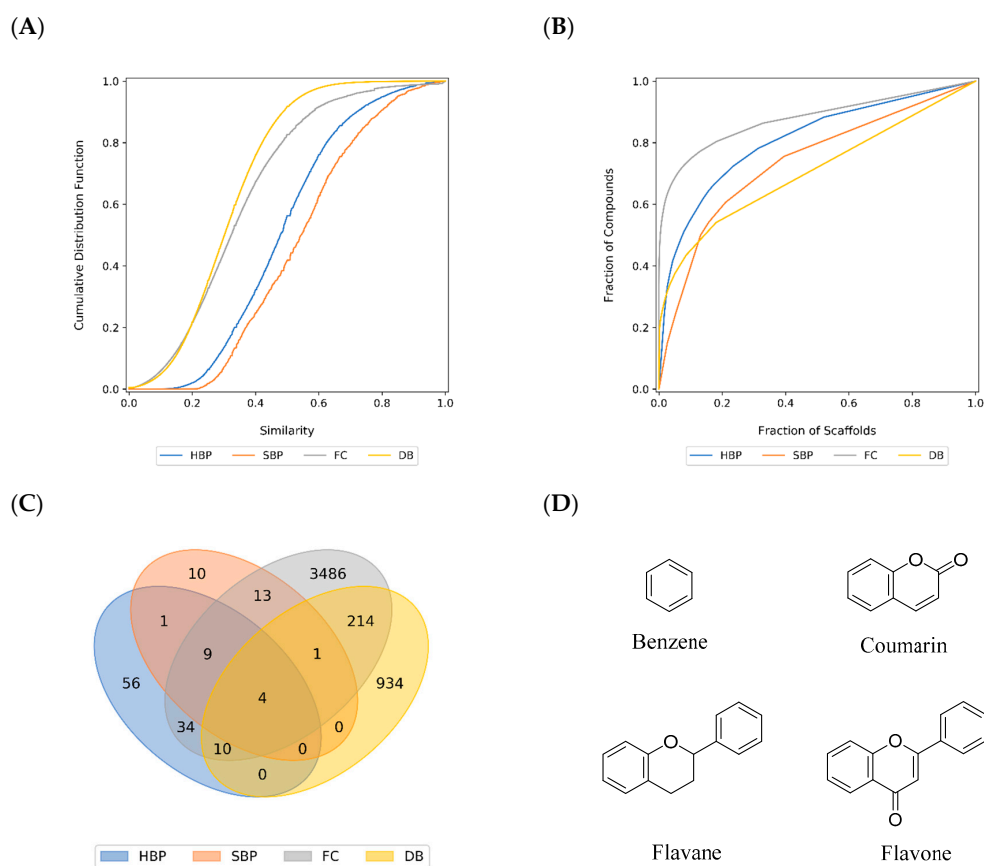 (A)
(B)
1.0
0.8
0.6
0.4
0.2
0.0
Cumulative Distribution Function
0.0 0.2 0.4 0.6 0.8 1.0
Similarity
HBP SBP FC DB
1.0
0.8
0.6
0.4
0.2
0.0
Fraction of Compounds
0.0 0.2 0.4 0.6 0.8 1.0
Fraction of Scaffolds
HBP SBP FC DB
(C)
(D)
10 3486
13
1 214
9 1
56 934
4
34 0
10 0
0
HBP SBP FC DB
O O
Benzene Coumarin
O O
O
Flavane Flavone